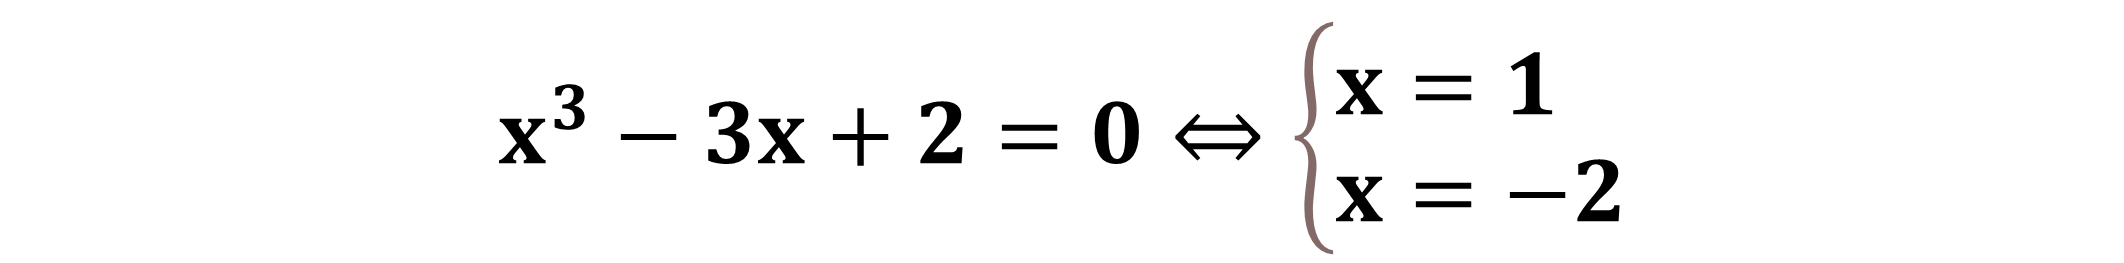 x³ − 3x + 2 = 0 ⇔ { x = 1
x = −2